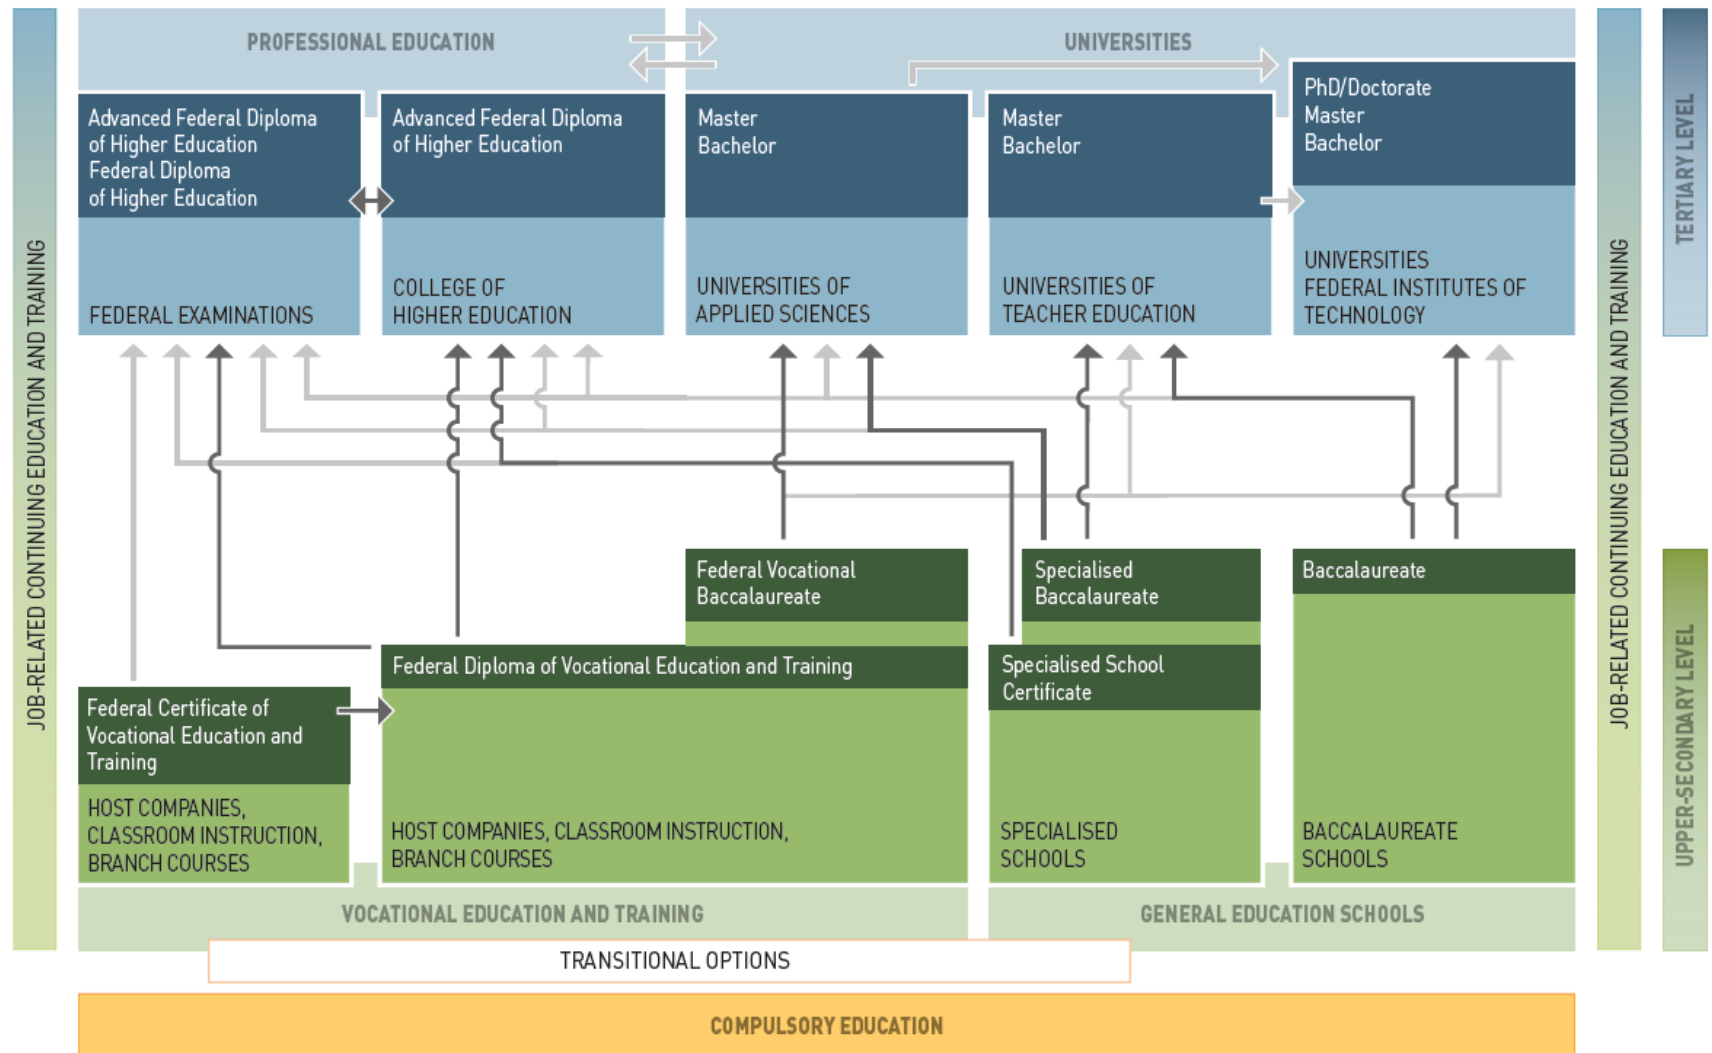 PROFESSIONAL EDUCATION
UNIVERSITIES
Advanced Federal Diploma
of Higher Education
Federal Diploma
of Higher Education
FEDERAL EXAMINATIONS
Advanced Federal Diploma
of Higher Education
COLLEGE OF
HIGHER EDUCATION
Master
Bachelor
UNIVERSITIES OF
APPLIED SCIENCES
Master
Bachelor
UNIVERSITIES OF
TEACHER EDUCATION
PhD/Doctorate
Master
Bachelor
UNIVERSITIES
FEDERAL INSTITUTES OF
TECHNOLOGY
JOB-RELATED CONTINUING EDUCATION AND TRAINING
JOB-RELATED CONTINUING EDUCATION AND TRAINING
TERTIARY LEVEL
UPPER-SECONDARY LEVEL
Federal Vocational
Baccalaureate
Specialised
Baccalaureate
Baccalaureate
Federal Diploma of Vocational Education and Training
Specialised School
Certificate
Federal Certificate of
Vocational Education and
Training
HOST COMPANIES,
CLASSROOM INSTRUCTION,
BRANCH COURSES
HOST COMPANIES, CLASSROOM INSTRUCTION,
BRANCH COURSES
SPECIALISED
SCHOOLS
BACCALAUREATE
SCHOOLS
VOCATIONAL EDUCATION AND TRAINING
GENERAL EDUCATION SCHOOLS
TRANSITIONAL OPTIONS
COMPULSORY EDUCATION